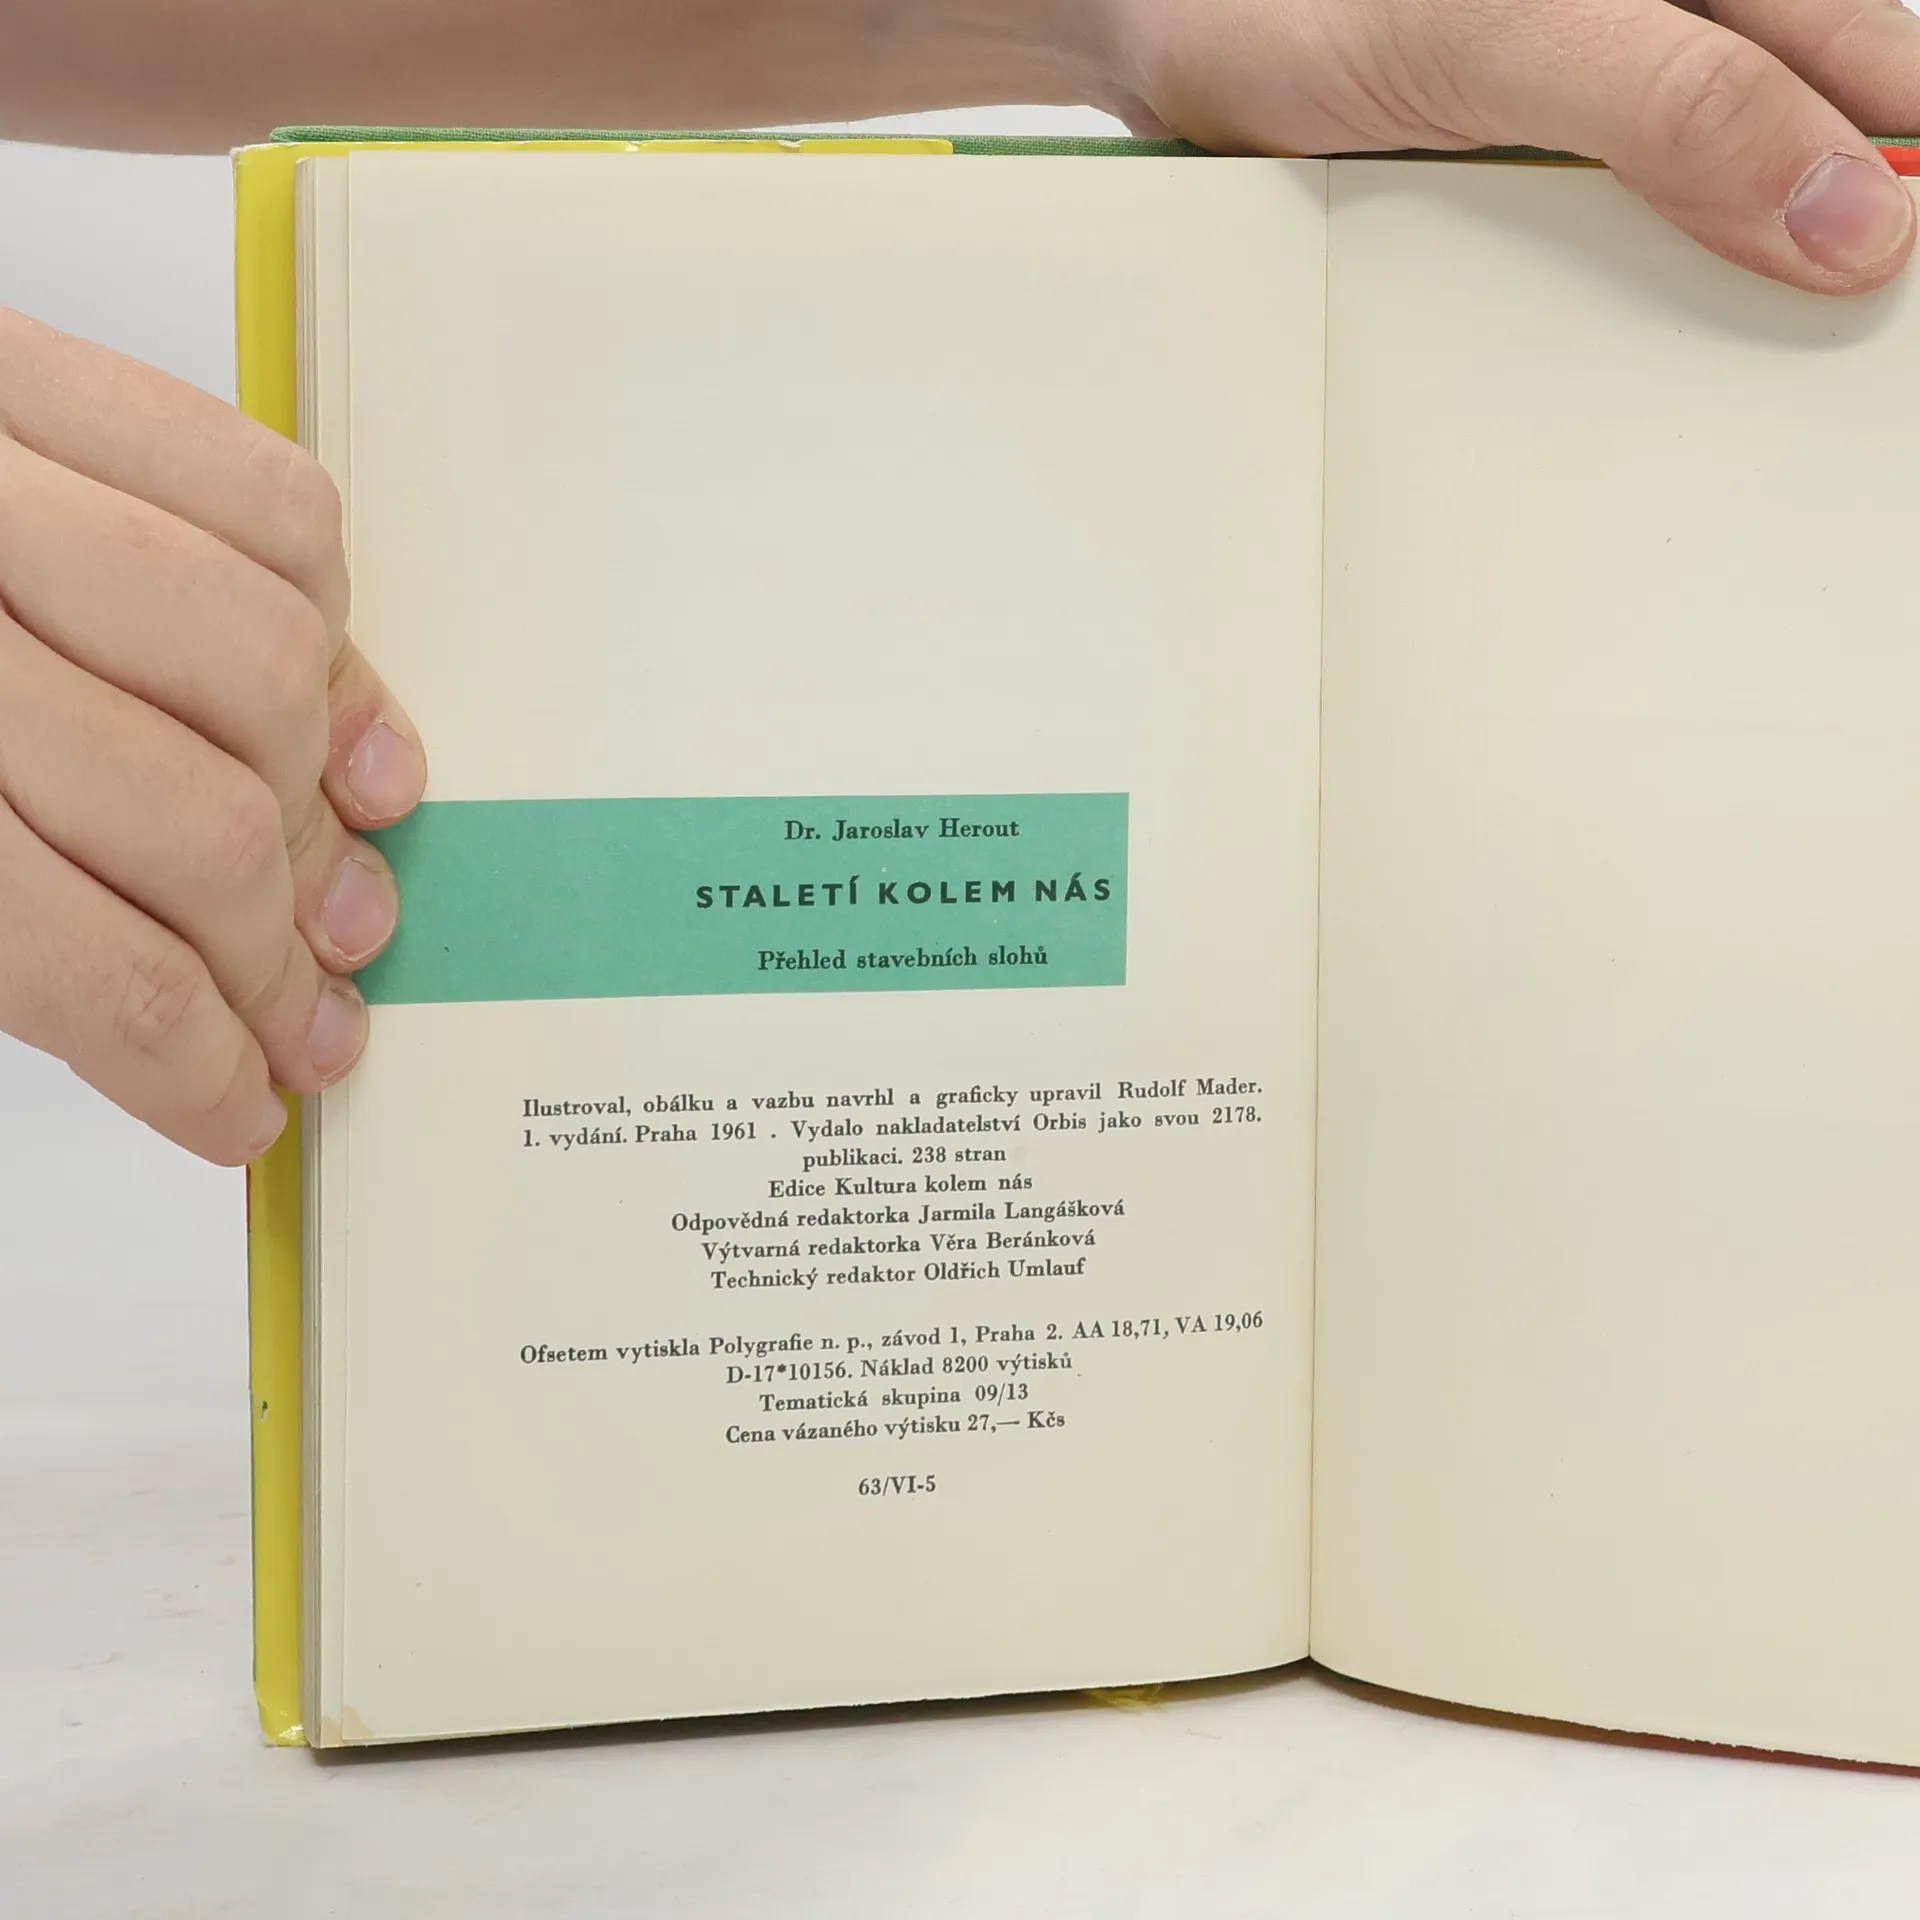 Dr. Jaroslav Herout
STALETÍ KOLEM NÁS
Přehled stavebních slohů
Ilustroval, obálku a vazbu navrhl a graficky upravil Rudolf Mader.
1. vydání. Praha 1961 . Vydalo nakladatelství Orbis jako svou 2178.
publikaci. 238 stran
Edice Kultura kolem nás
Odpovědná redaktorka Jarmila Langášková
Výtvarná redaktorka Věra Beránková
Technický redaktor Oldřich Umlauf
Ofsetem vytiskla Polygrafie n. p., závod 1, Praha 2. AA 18,71, VA 19,06
D-17*10156. Náklad 8200 výtisků
Tematická skupina 09/13
Cena vázaného výtisku 27,— Kčs
63/VI-5